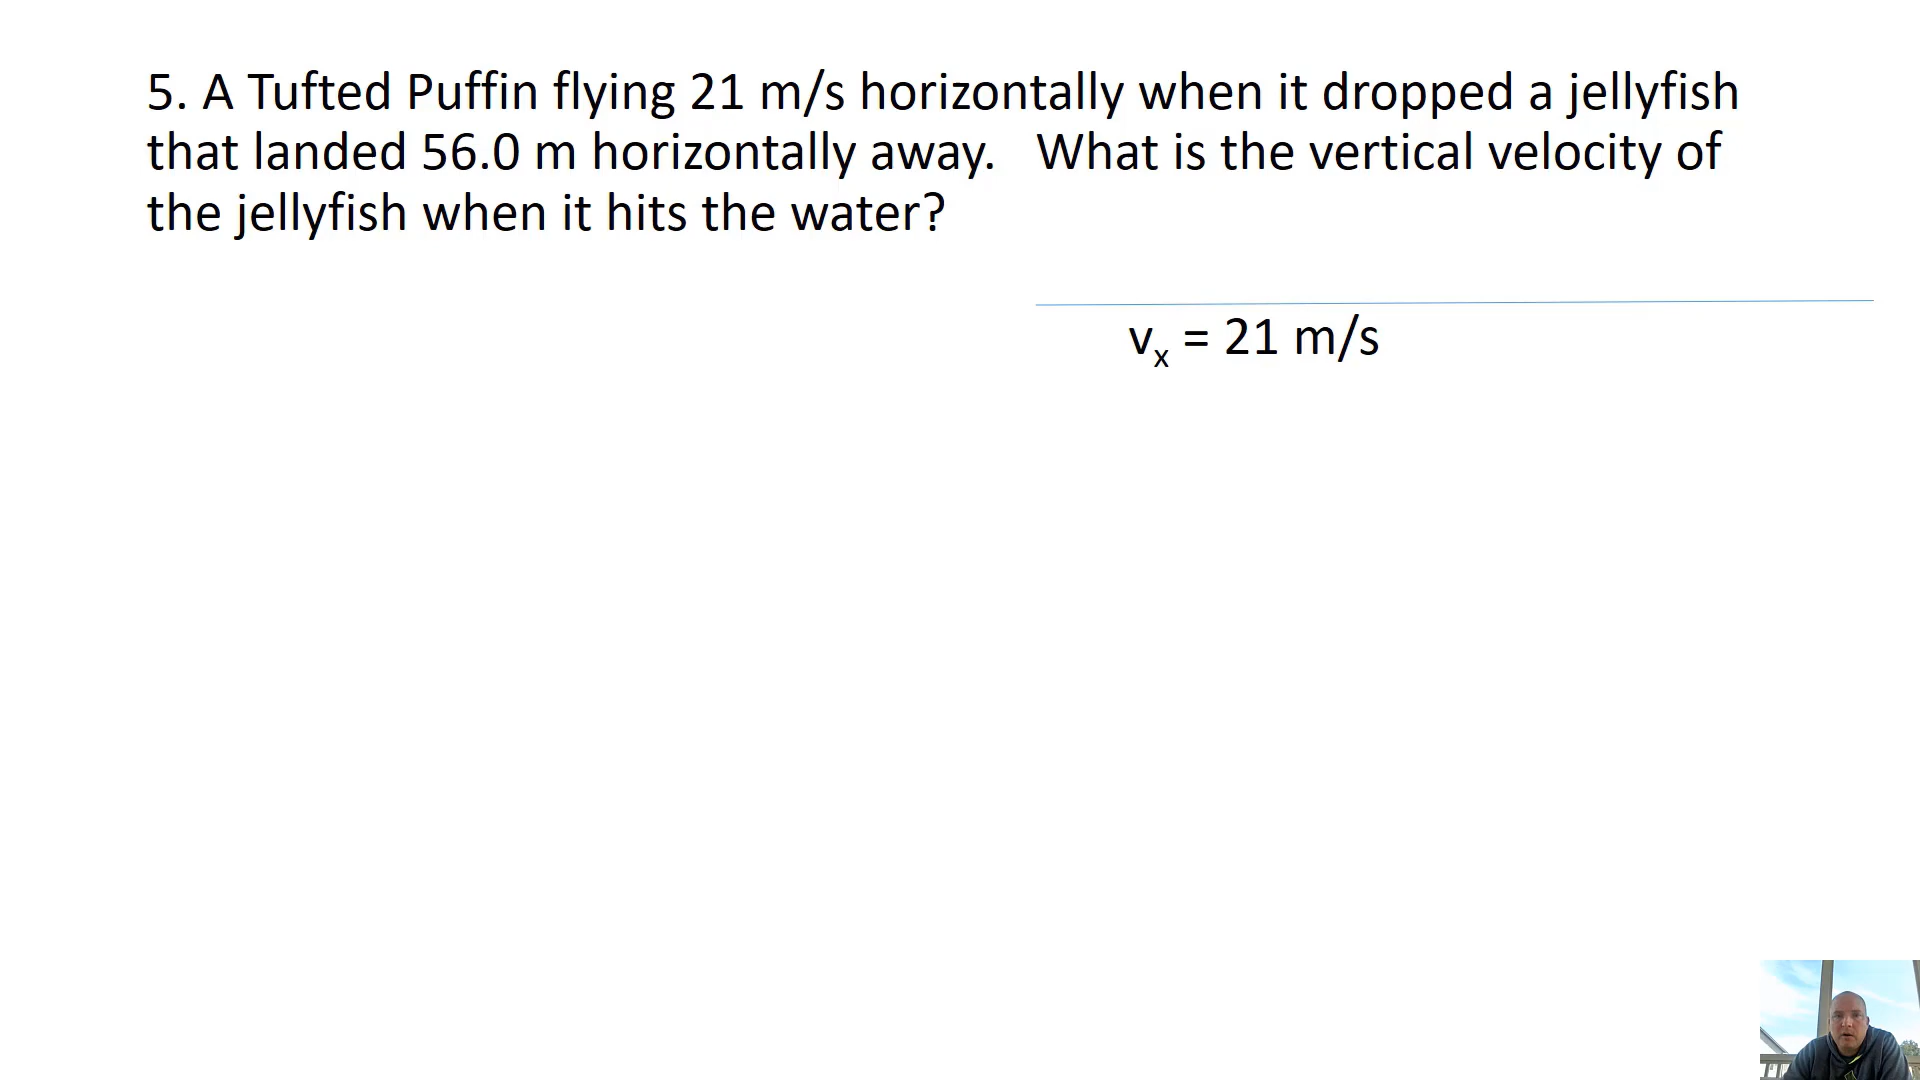 5. A Tufted Puffin flying 21 m/s horizontally when it dropped a jellyfish
that landed 56.0 m horizontally away. What is the vertical velocity of
the jellyfish when it hits the water?
vₓ = 21 m/s